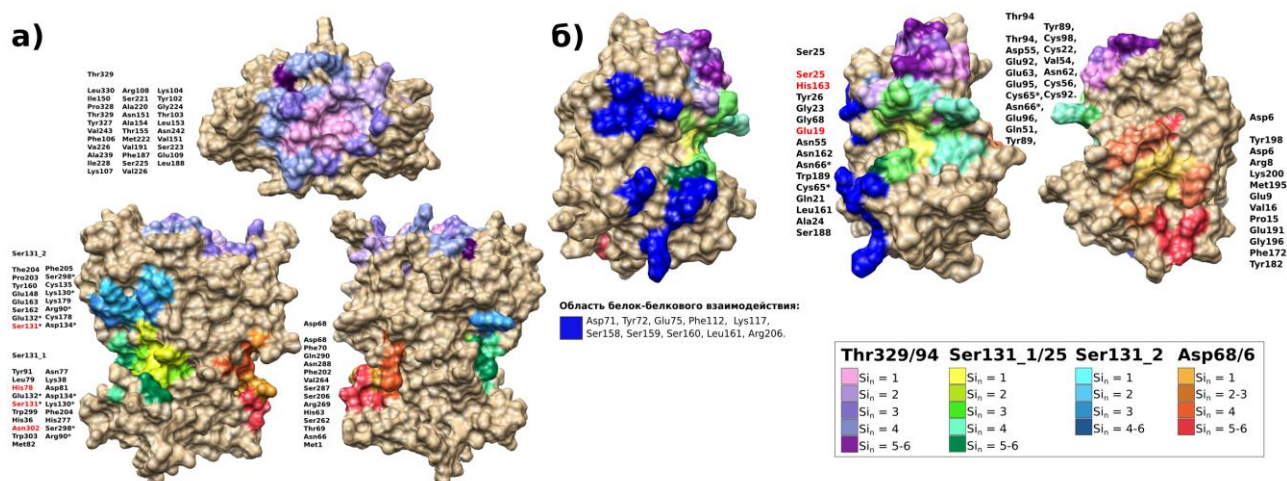 а)
Thr329
Leu330 Arg108 Lys104
Ile150 Ser221 Tyr102
Pro328 Ala220 Gly224
Thr329 Asn151 Thr103
Tyr327 Ala154 Leu153
Val243 Thr155 Asn242
Phe106 Met222 Val151
Va226 Val191 Ser223
Ala239 Phe187 Glu109
Ile228 Ser225 Leu188
Lys107 Val226
Ser131_2
The204 Phe205
Pro203 Ser298*
Tyr160 Cys135
Glu148 Lys130*
Glu163 Lys179
Ser162 Arg90*
Glu132* Cys178
Ser131* Asp134*
Ser131_1
Tyr91 Asn77
Leu79 Lys38
His78 Asp81
Glu132* Asp134*
Ser131* Lys130*
Trp299 Phe204
His36 His277
Asn302 Ser298*
Trp303 Arg90*
Met82
Asp68
Asp68
Phe70
Gln290
Asn288
Phe202
Val264
Ser287
Ser206
Arg269
His63
Ser262
Thr69
Asn66
Met1
б)
Ser25
Ser25
His163
Tyr26
Gly23
Gly68
Glu19
Asn55
Asn162
Asn66*
Trp189
Cys65*
Gln21
Leu161
Ala24
Ser188
Thr94
Thr94,
Asp55,
Glu92,
Glu63,
Glu95,
Cys65*,
Asn66*,
Glu96,
Gln51,
Tyr89,
Tyr89,
Cys98,
Cys22,
Val54,
Asn62,
Cys56,
Cys92.
Asp6
Tyr198
Asp6
Arg8
Lys200
Met195
Glu9
Val16
Pro15
Glu191
Gly196
Phe172
Tyr182
Область белок-белкового взаимодействия:
Asp71, Tyr72, Glu75, Phe112, Lys117,
Ser158, Ser159, Ser160, Leu161, Arg206.
Thr329/94 Ser131_1/25 Ser131_2 Asp68/6
Siₙ = 1 Siₙ = 1 Siₙ = 1 Siₙ = 1
Siₙ = 2 Siₙ = 2 Siₙ = 2 Siₙ = 2-3
Siₙ = 3 Siₙ = 3 Siₙ = 3 Siₙ = 4
Siₙ = 4 Siₙ = 4 Siₙ = 4-6 Siₙ = 5-6
Siₙ = 5-6 Siₙ = 5-6